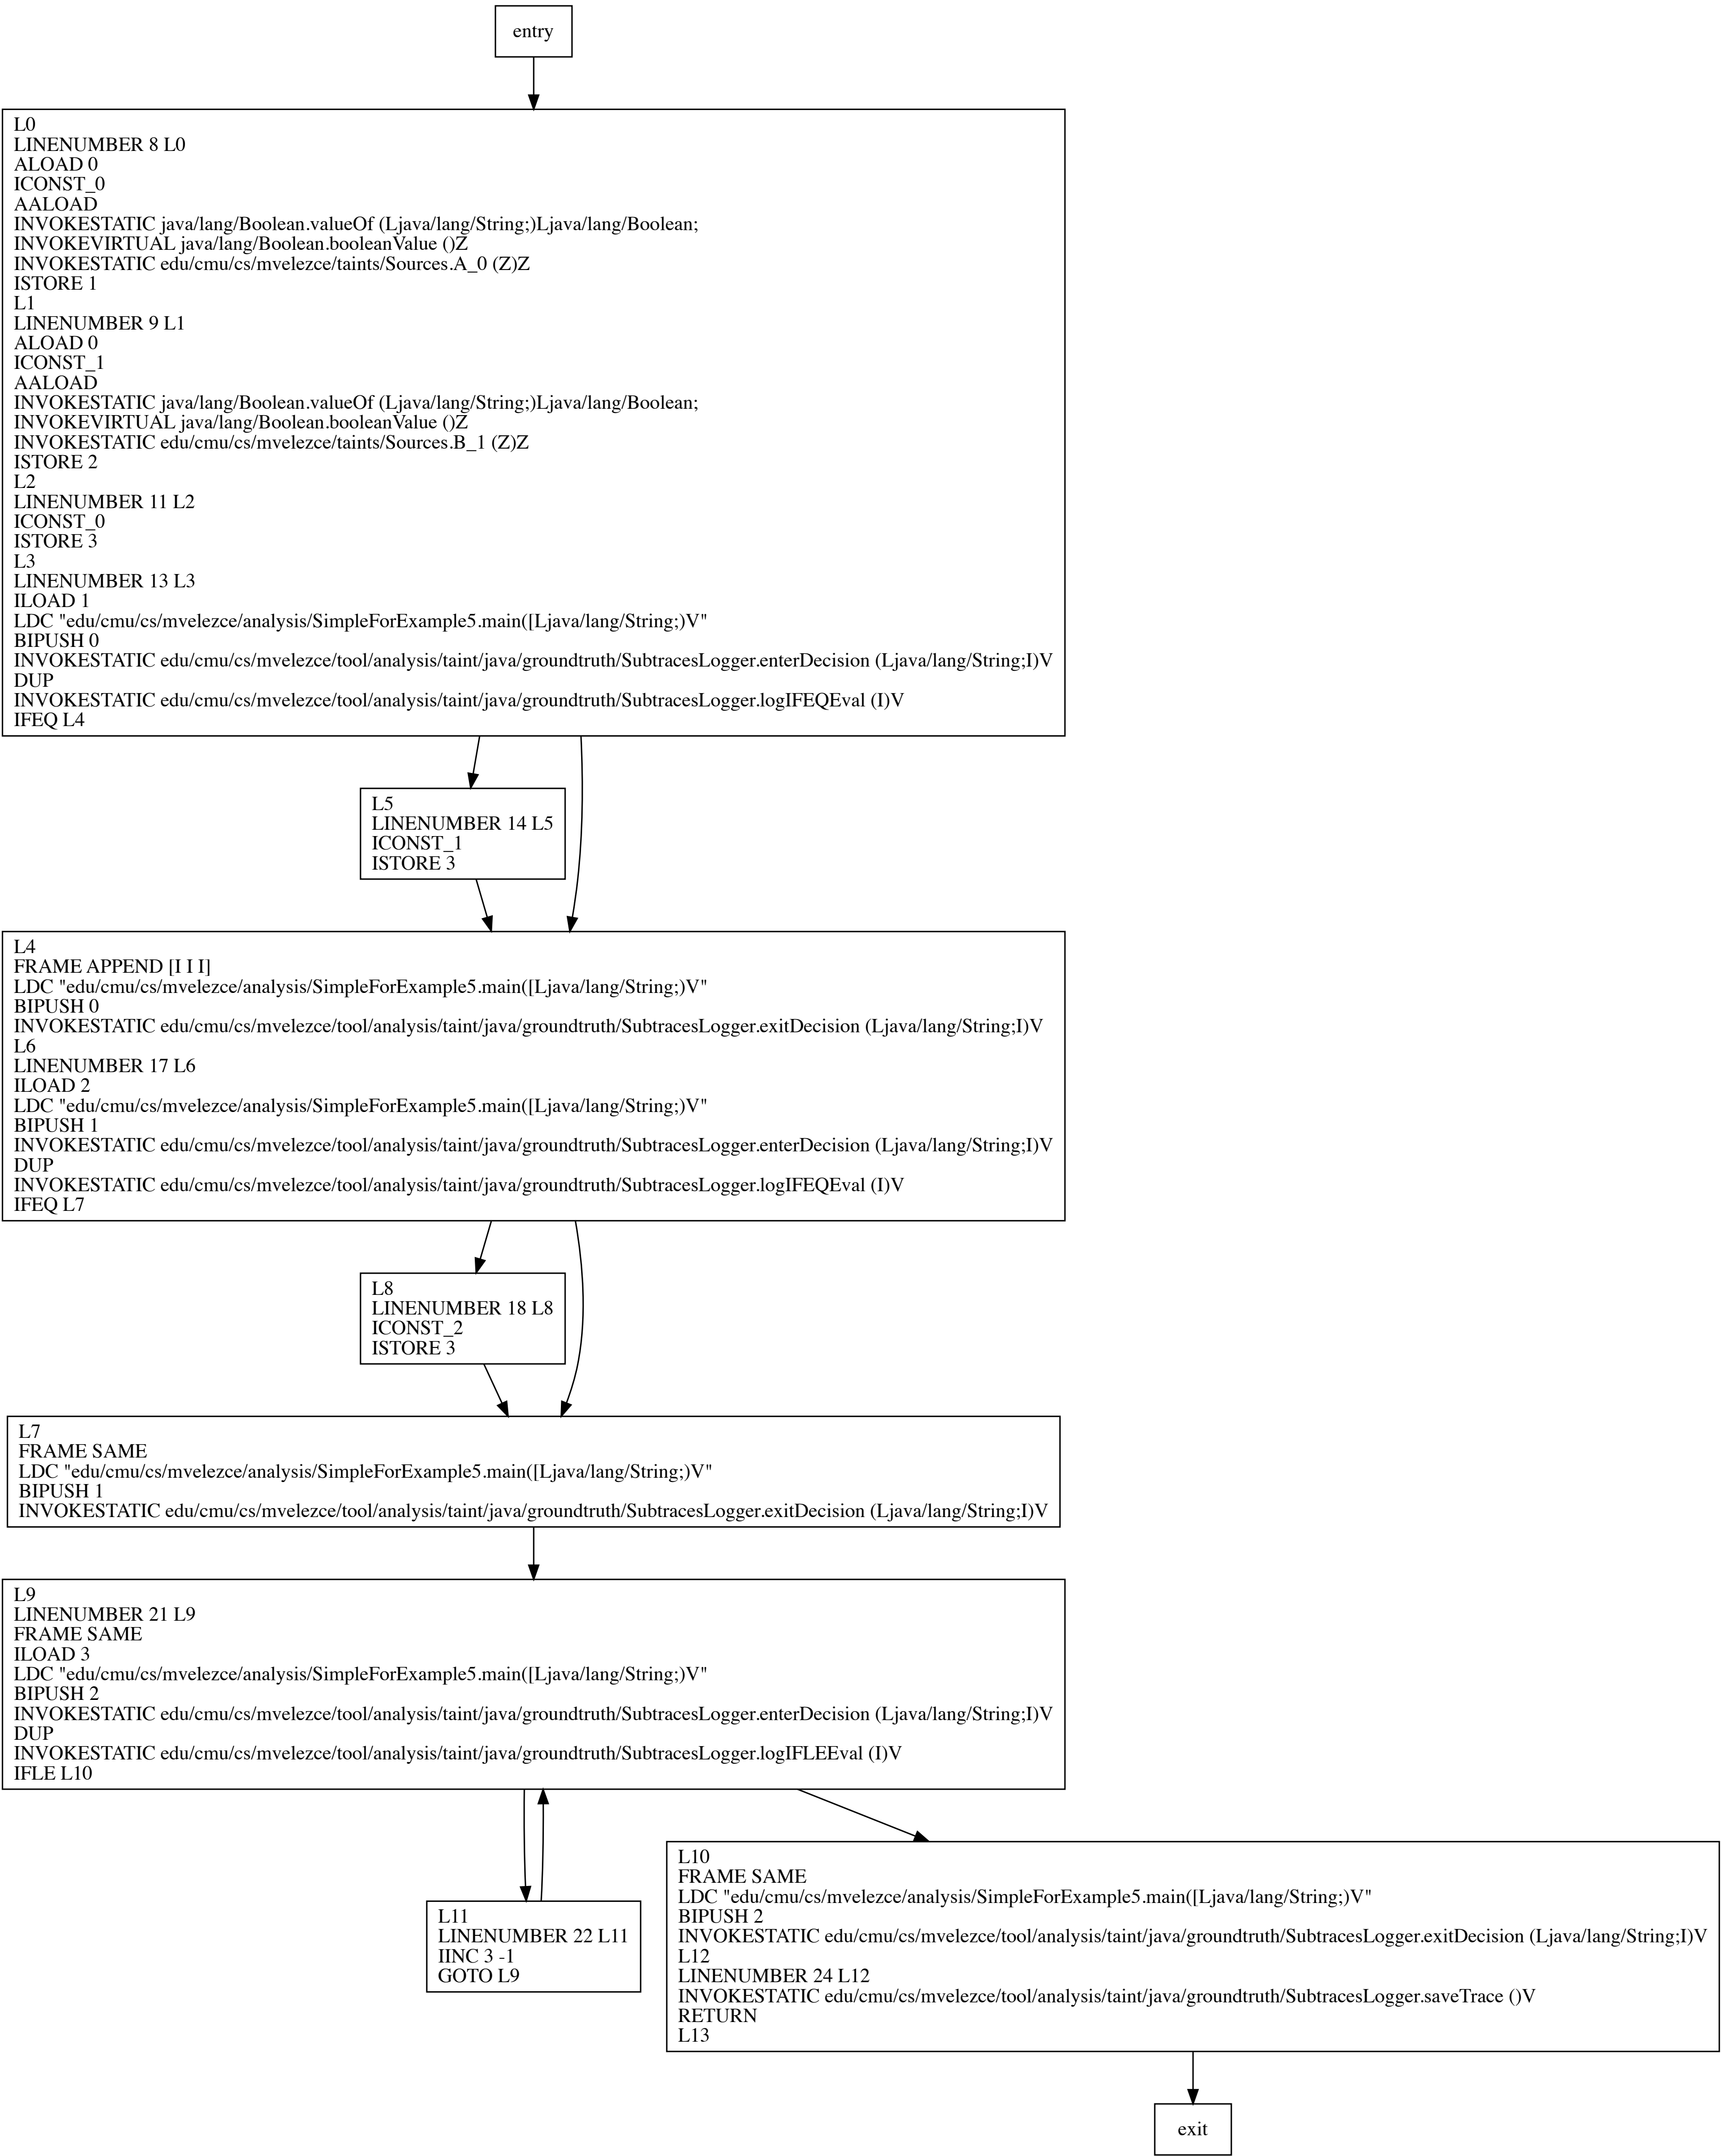 entry
L0
LINENUMBER 8 L0
ALOAD 0
ICONST_0
AALOAD
INVOKESTATIC java/lang/Boolean.valueOf (Ljava/lang/String;)Ljava/lang/Boolean;
INVOKEVIRTUAL java/lang/Boolean.booleanValue ()Z
INVOKESTATIC edu/cmu/cs/mvelezce/taints/Sources.A_0 (Z)Z
ISTORE 1
L1
LINENUMBER 9 L1
ALOAD 0
ICONST_1
AALOAD
INVOKESTATIC java/lang/Boolean.valueOf (Ljava/lang/String;)Ljava/lang/Boolean;
INVOKEVIRTUAL java/lang/Boolean.booleanValue ()Z
INVOKESTATIC edu/cmu/cs/mvelezce/taints/Sources.B_1 (Z)Z
ISTORE 2
L2
LINENUMBER 11 L2
ICONST_0
ISTORE 3
L3
LINENUMBER 13 L3
ILOAD 1
LDC "edu/cmu/cs/mvelezce/analysis/SimpleForExample5.main([Ljava/lang/String;)V"
BIPUSH 0
INVOKESTATIC edu/cmu/cs/mvelezce/tool/analysis/taint/java/groundtruth/SubtracesLogger.enterDecision (Ljava/lang/String;I)V
DUP
INVOKESTATIC edu/cmu/cs/mvelezce/tool/analysis/taint/java/groundtruth/SubtracesLogger.logIFEQEval (I)V
IFEQ L4
L5
LINENUMBER 14 L5
ICONST_1
ISTORE 3
L4
FRAME APPEND [I I I]
LDC "edu/cmu/cs/mvelezce/analysis/SimpleForExample5.main([Ljava/lang/String;)V"
BIPUSH 0
INVOKESTATIC edu/cmu/cs/mvelezce/tool/analysis/taint/java/groundtruth/SubtracesLogger.exitDecision (Ljava/lang/String;I)V
L6
LINENUMBER 17 L6
ILOAD 2
LDC "edu/cmu/cs/mvelezce/analysis/SimpleForExample5.main([Ljava/lang/String;)V"
BIPUSH 1
INVOKESTATIC edu/cmu/cs/mvelezce/tool/analysis/taint/java/groundtruth/SubtracesLogger.enterDecision (Ljava/lang/String;I)V
DUP
INVOKESTATIC edu/cmu/cs/mvelezce/tool/analysis/taint/java/groundtruth/SubtracesLogger.logIFEQEval (I)V
IFEQ L7
L8
LINENUMBER 18 L8
ICONST_2
ISTORE 3
L7
FRAME SAME
LDC "edu/cmu/cs/mvelezce/analysis/SimpleForExample5.main([Ljava/lang/String;)V"
BIPUSH 1
INVOKESTATIC edu/cmu/cs/mvelezce/tool/analysis/taint/java/groundtruth/SubtracesLogger.exitDecision (Ljava/lang/String;I)V
L9
LINENUMBER 21 L9
FRAME SAME
ILOAD 3
LDC "edu/cmu/cs/mvelezce/analysis/SimpleForExample5.main([Ljava/lang/String;)V"
BIPUSH 2
INVOKESTATIC edu/cmu/cs/mvelezce/tool/analysis/taint/java/groundtruth/SubtracesLogger.enterDecision (Ljava/lang/String;I)V
DUP
INVOKESTATIC edu/cmu/cs/mvelezce/tool/analysis/taint/java/groundtruth/SubtracesLogger.logIFLEEval (I)V
IFLE L10
L11
LINENUMBER 22 L11
IINC 3 -1
GOTO L9
L10
FRAME SAME
LDC "edu/cmu/cs/mvelezce/analysis/SimpleForExample5.main([Ljava/lang/String;)V"
BIPUSH 2
INVOKESTATIC edu/cmu/cs/mvelezce/tool/analysis/taint/java/groundtruth/SubtracesLogger.exitDecision (Ljava/lang/String;I)V
L12
LINENUMBER 24 L12
INVOKESTATIC edu/cmu/cs/mvelezce/tool/analysis/taint/java/groundtruth/SubtracesLogger.saveTrace ()V
RETURN
L13
exit